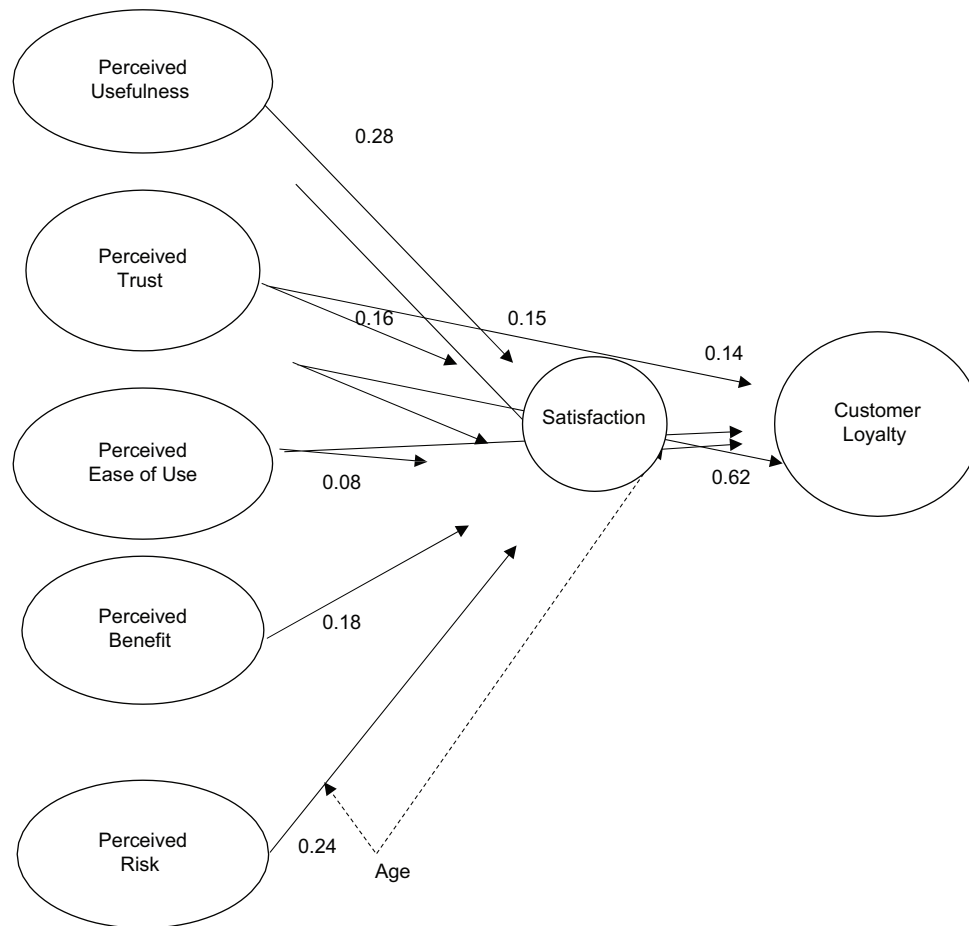 Perceived
Usefulness
0.28
Perceived
Trust
0.16
0.15
0.14
Satisfaction
Customer
Loyalty
Perceived
Ease of Use
0.08
0.62
Perceived
Benefit
0.18
Perceived
Risk
0.24
Age